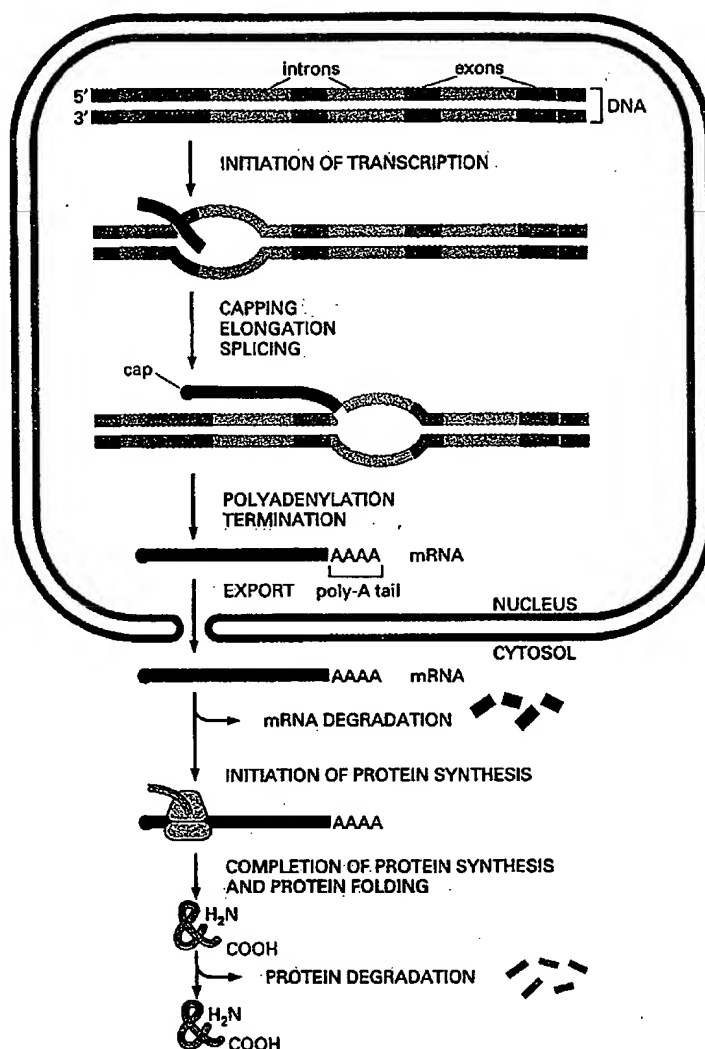 introns exons
5′
3′
DNA
INITIATION OF TRANSCRIPTION
CAPPING
ELONGATION
SPLICING
cap
POLYADENYLATION
TERMINATION
AAAA mRNA
EXPORT poly-A tail
NUCLEUS
CYTOSOL
AAAA mRNA
mRNA DEGRADATION
INITIATION OF PROTEIN SYNTHESIS
AAAA
COMPLETION OF PROTEIN SYNTHESIS
AND PROTEIN FOLDING
H₂N
COOH
PROTEIN DEGRADATION
H₂N
COOH